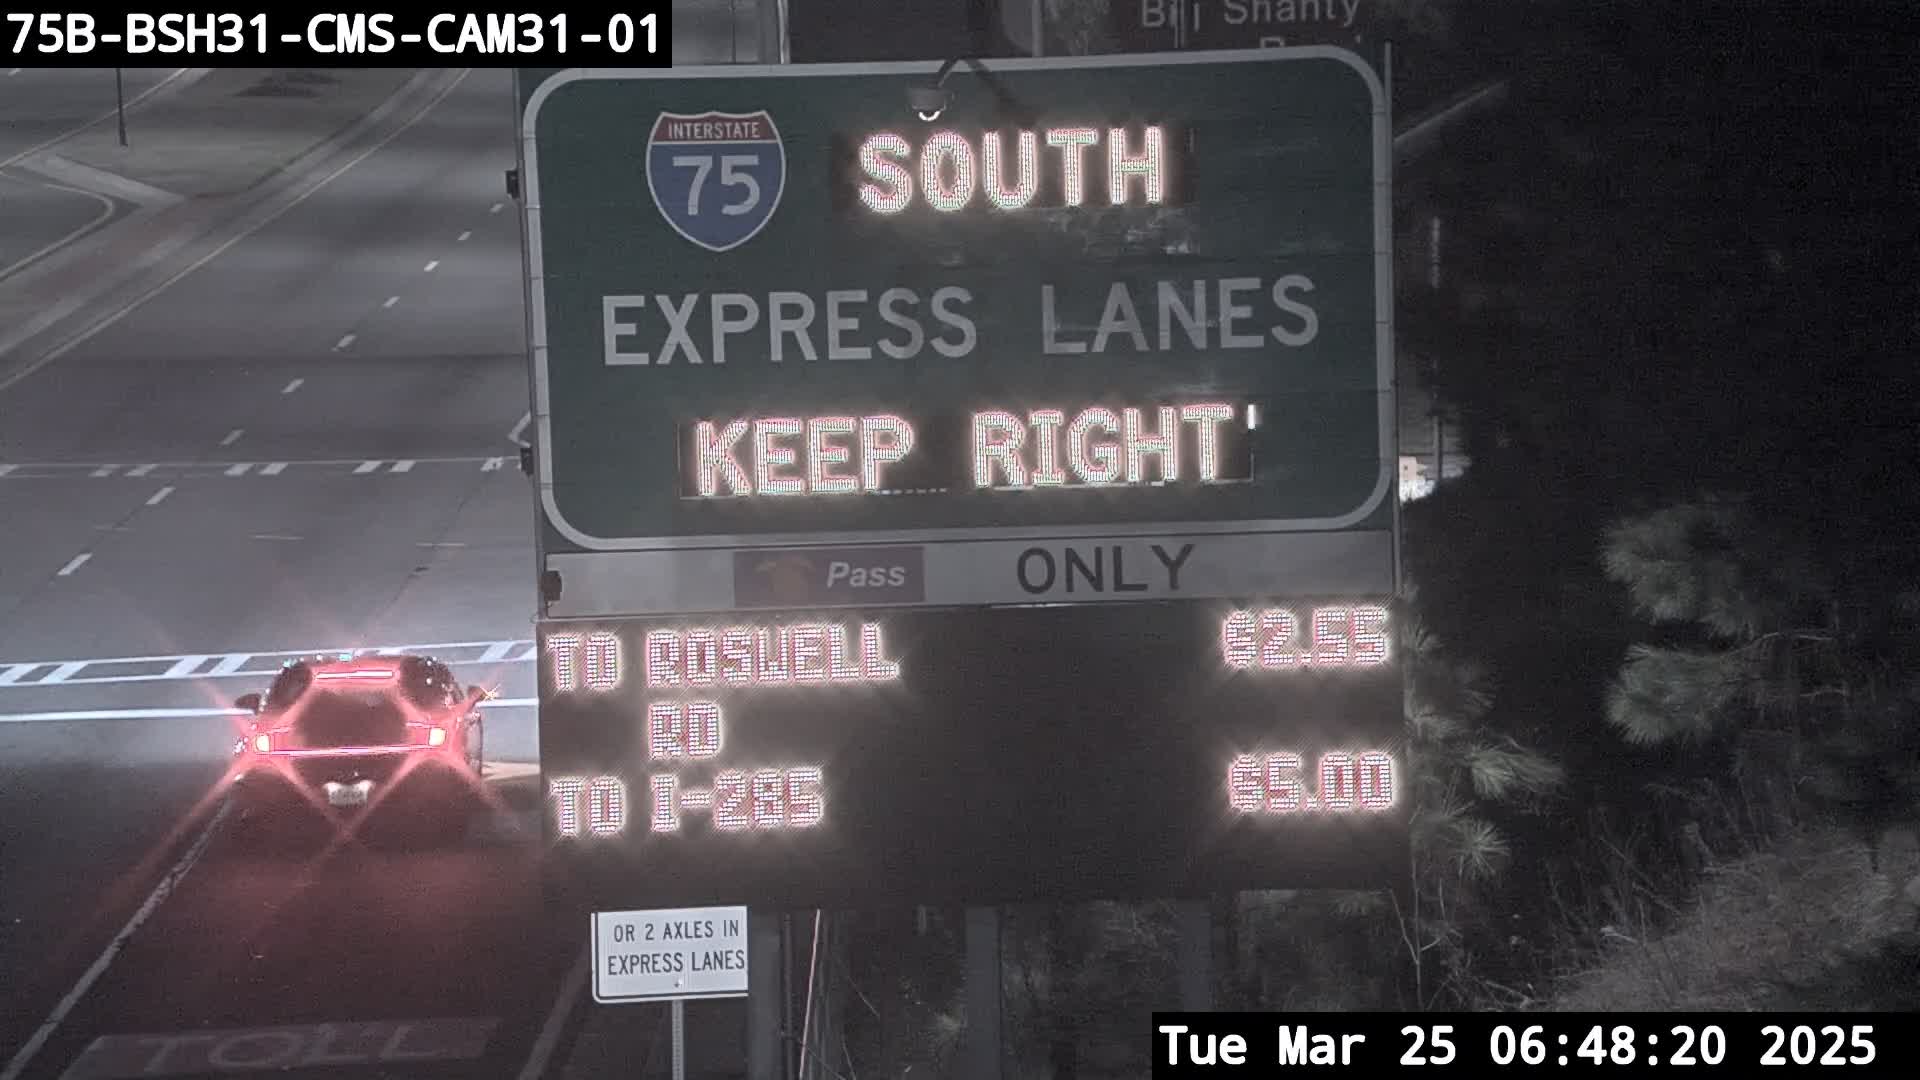 75B-BSH31-CMS-CAM31-01
Shanty
INTERSTATE
75
SOUTH
EXPRESS LANES
KEEP RIGHT
Pass ONLY
TO ROSWELL $2.55
RD
TO I-285 $5.00
OR 2 AXLES IN
EXPRESS LANES
TOLL
Tue Mar 25 06:48:20 2025